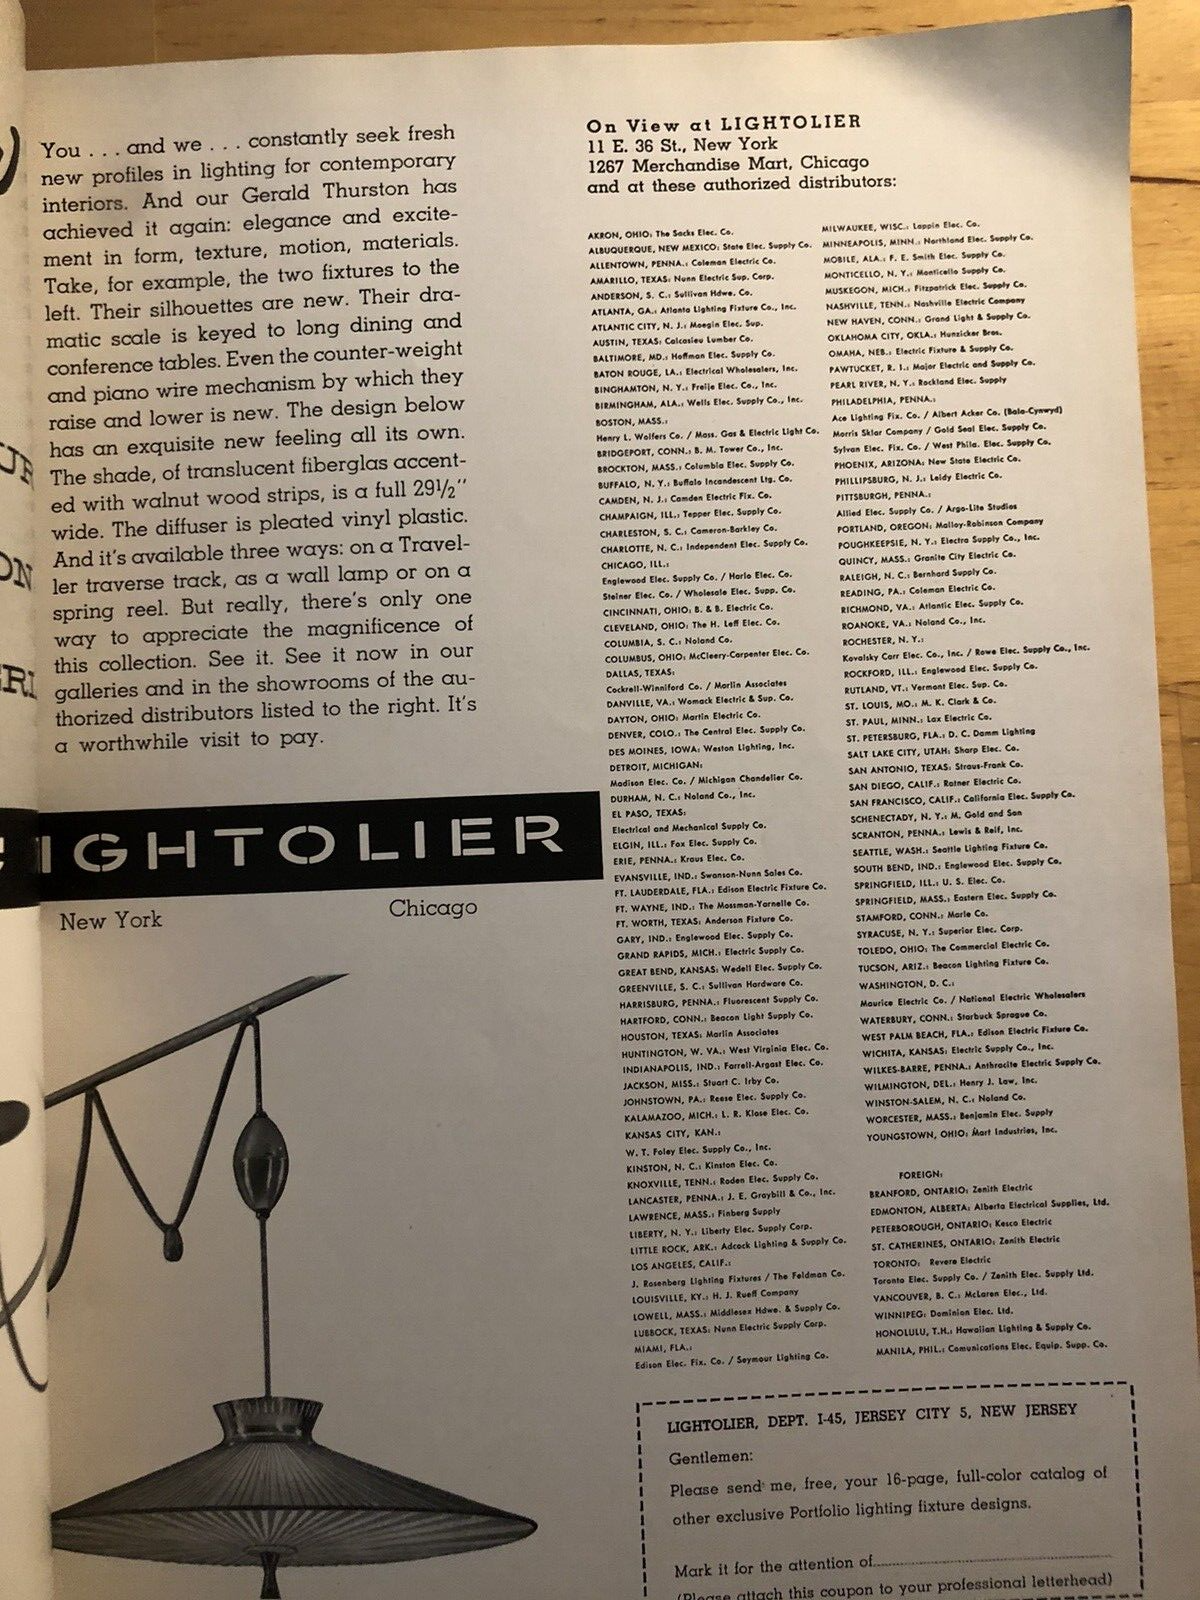 You . . . and we . . . constantly seek fresh
new profiles in lighting for contemporary
interiors. And our Gerald Thurston has
achieved it again: elegance and excite-
ment in form, texture, motion, materials.
Take, for example, the two fixtures to the
left. Their silhouettes are new. Their dra-
matic scale is keyed to long dining and
conference tables. Even the counter-weight
and piano wire mechanism by which they
raise and lower is new. The design below
has an exquisite new feeling all its own.
The shade, of translucent fiberglas accent-
ed with walnut wood strips, is a full 29½"
wide. The diffuser is pleated vinyl plastic.
And it's available three ways: on a Travel-
ler traverse track, as a wall lamp or on a
spring reel. But really, there's only one
way to appreciate the magnificence of
this collection. See it. See it now in our
galleries and in the showrooms of the au-
thorized distributors listed to the right. It's
a worthwhile visit to pay.
IGHTOLIER
New York Chicago
On View at LIGHTOLIER
11 E. 36 St., New York
1267 Merchandise Mart, Chicago
and at these authorized distributors:
AKRON, OHIO: The Sacks Elec. Co.
ALBUQUERQUE, NEW MEXICO: State Elec. Supply Co.
ALLENTOWN, PENNA.: Coleman Electric Co.
AMARILLO, TEXAS: Nunn Electric Sup. Corp.
ANDERSON, S. C.: Sullivan Hdwe. Co.
ATLANTA, GA.: Atlanta Lighting Fixture Co., Inc.
ATLANTIC CITY, N. J.: Moegin Elec. Sup.
AUSTIN, TEXAS: Calcasieu Lumber Co.
BALTIMORE, MD.: Hoffman Elec. Supply Co.
BATON ROUGE, LA.: Electrical Wholesalers, Inc.
BINGHAMTON, N. Y.: Freije Elec. Co., Inc.
BIRMINGHAM, ALA.: Wells Elec. Supply Co., Inc.
BOSTON, MASS.:
Henry L. Wolfers Co. / Mass. Gas & Electric Light Co.
BRIDGEPORT, CONN.: B. M. Tower Co., Inc.
BROCKTON, MASS.: Columbia Elec. Supply Co.
BUFFALO, N. Y.: Buffalo Incandescent Ltg. Co.
CAMDEN, N. J.: Camden Electric Fix. Co.
CHAMPAIGN, ILL.: Tepper Elec. Supply Co.
CHARLESTON, S. C.: Cameron-Barkley Co.
CHARLOTTE, N. C.: Independent Elec. Supply Co.
CHICAGO, ILL.:
Englewood Elec. Supply Co. / Harlo Elec. Co.
Steiner Elec. Co. / Wholesale Elec. Supp. Co.
CINCINNATI, OHIO: B. & B. Electric Co.
CLEVELAND, OHIO: The H. Leff Elec. Co.
COLUMBIA, S. C.: Noland Co.
COLUMBUS, OHIO: McCleery-Carpenter Elec. Co.
DALLAS, TEXAS:
Cockrell-Winniford Co. / Marlin Associates
DANVILLE, VA.: Womack Electric & Sup. Co.
DAYTON, OHIO: Martin Electric Co.
DENVER, COLO.: The Central Elec. Supply Co.
DES MOINES, IOWA: Weston Lighting, Inc.
DETROIT, MICHIGAN:
Madison Elec. Co. / Michigan Chandelier Co.
DURHAM, N. C.: Noland Co., Inc.
EL PASO, TEXAS:
Electrical and Mechanical Supply Co.
ELGIN, ILL.: Fox Elec. Supply Co.
ERIE, PENNA.: Kraus Elec. Co.
EVANSVILLE, IND.: Swanson-Nunn Sales Co.
FT. LAUDERDALE, FLA.: Edison Electric Fixture Co.
FT. WAYNE, IND.: The Mossman-Yarnelle Co.
FT. WORTH, TEXAS: Anderson Fixture Co.
GARY, IND.: Englewood Elec. Supply Co.
GRAND RAPIDS, MICH.: Electric Supply Co.
GREAT BEND, KANSAS: Wedell Elec. Supply Co.
GREENVILLE, S. C.: Sullivan Hardware Co.
HARRISBURG, PENNA.: Fluorescent Supply Co.
HARTFORD, CONN.: Beacon Light Supply Co.
HOUSTON, TEXAS: Marlin Associates
HUNTINGTON, W. VA.: West Virginia Elec. Co.
INDIANAPOLIS, IND.: Farrell-Argast Elec. Co.
JACKSON, MISS.: Stuart C. Irby Co.
JOHNSTOWN, PA.: Reese Elec. Supply Co.
KALAMAZOO, MICH.: L. R. Klose Elec. Co.
KANSAS CITY, KAN.:
W. T. Foley Elec. Supply Co., Inc.
KINSTON, N. C.: Kinston Elec. Co.
KNOXVILLE, TENN.: Roden Elec. Supply Co.
LANCASTER, PENNA.: J. E. Graybill & Co., Inc.
LAWRENCE, MASS.: Finberg Supply
LIBERTY, N. Y.: Liberty Elec. Supply Corp.
LITTLE ROCK, ARK.: Adcock Lighting & Supply Co.
LOS ANGELES, CALIF.:
J. Rosenberg Lighting Fixtures / The Feldman Co.
LOUISVILLE, KY.: H. J. Rueff Company
LOWELL, MASS.: Middlesex Hdwe. & Supply Co.
LUBBOCK, TEXAS: Nunn Electric Supply Corp.
MIAMI, FLA.:
Edison Elec. Fix. Co. / Seymour Lighting Co.
MILWAUKEE, WISC.: Lappin Elec. Co.
MINNEAPOLIS, MINN.: Northland Elec. Supply Co.
MOBILE, ALA.: F. E. Smith Elec. Supply Co.
MONTICELLO, N. Y.: Monticello Supply Co.
MUSKEGON, MICH.: Fitzpatrick Elec. Supply Co.
NASHVILLE, TENN.: Nashville Electric Company
NEW HAVEN, CONN.: Grand Light & Supply Co.
OKLAHOMA CITY, OKLA.: Hunzicker Bros.
OMAHA, NEB.: Electric Fixture & Supply Co.
PAWTUCKET, R. I.: Major Electric and Supply Co.
PEARL RIVER, N. Y.: Rockland Elec. Supply
PHILADELPHIA, PENNA.:
Ace Lighting Fix. Co. / Albert Acker Co. (Bala-Cynwyd)
Morris Sklar Company / Gold Seal Elec. Supply Co.
Sylvan Elec. Fix. Co. / West Phila. Elec. Supply Co.
PHOENIX, ARIZONA: New State Electric Co.
PHILLIPSBURG, N. J.: Leidy Electric Co.
PITTSBURGH, PENNA.:
Allied Elec. Supply Co. / Argo-Lite Studios
PORTLAND, OREGON: Malloy-Robinson Company
POUGHKEEPSIE, N. Y.: Electra Supply Co., Inc.
QUINCY, MASS.: Granite City Electric Co.
RALEIGH, N. C.: Bernhard Supply Co.
READING, PA.: Coleman Electric Co.
RICHMOND, VA.: Atlantic Elec. Supply Co.
ROANOKE, VA.: Noland Co., Inc.
ROCHESTER, N. Y.:
Kovalsky Carr Elec. Co., Inc. / Rowe Elec. Supply Co., Inc.
ROCKFORD, ILL.: Englewood Elec. Supply Co.
RUTLAND, VT.: Vermont Elec. Sup. Co.
ST. LOUIS, MO.: M. K. Clark & Co.
ST. PAUL, MINN.: Lax Electric Co.
ST. PETERSBURG, FLA.: D. C. Damm Lighting
SALT LAKE CITY, UTAH: Sharp Elec. Co.
SAN ANTONIO, TEXAS: Straus-Frank Co.
SAN DIEGO, CALIF.: Ratner Electric Co.
SAN FRANCISCO, CALIF.: California Elec. Supply Co.
SCHENECTADY, N. Y.: M. Gold and Son
SCRANTON, PENNA.: Lewis & Reif, Inc.
SEATTLE, WASH.: Seattle Lighting Fixture Co.
SOUTH BEND, IND.: Englewood Elec. Supply Co.
SPRINGFIELD, ILL.: U. S. Elec. Co.
SPRINGFIELD, MASS.: Eastern Elec. Supply Co.
STAMFORD, CONN.: Marle Co.
SYRACUSE, N. Y.: Superior Elec. Corp.
TOLEDO, OHIO: The Commercial Electric Co.
TUCSON, ARIZ.: Beacon Lighting Fixture Co.
WASHINGTON, D. C.:
Maurice Electric Co. / National Electric Wholesalers
WATERBURY, CONN.: Starbuck Sprague Co.
WEST PALM BEACH, FLA.: Edison Electric Fixture Co.
WICHITA, KANSAS: Electric Supply Co., Inc.
WILKES-BARRE, PENNA.: Anthracite Electric Supply Co.
WILMINGTON, DEL.: Henry J. Law, Inc.
WINSTON-SALEM, N. C.: Noland Co.
WORCESTER, MASS.: Benjamin Elec. Supply
YOUNGSTOWN, OHIO: Mart Industries, Inc.
FOREIGN:
BRANFORD, ONTARIO: Zenith Electric
EDMONTON, ALBERTA: Alberta Electrical Supplies, Ltd.
PETERBOROUGH, ONTARIO: Kesco Electric
ST. CATHERINES, ONTARIO: Zenith Electric
TORONTO: Revere Electric
Toronto Elec. Supply Co. / Zenith Elec. Supply Ltd.
VANCOUVER, B. C.: McLaren Elec., Ltd.
WINNIPEG: Dominion Elec. Ltd.
HONOLULU, T.H.: Hawaiian Lighting & Supply Co.
MANILA, PHIL.: Comunications Elec. Equip. Supp. Co.
LIGHTOLIER, DEPT. I-45, JERSEY CITY 5, NEW JERSEY
Gentlemen:
Please send me, free, your 16-page, full-color catalog of
other exclusive Portfolio lighting fixture designs.
Mark it for the attention of
(Please attach this coupon to your professional letterhead)